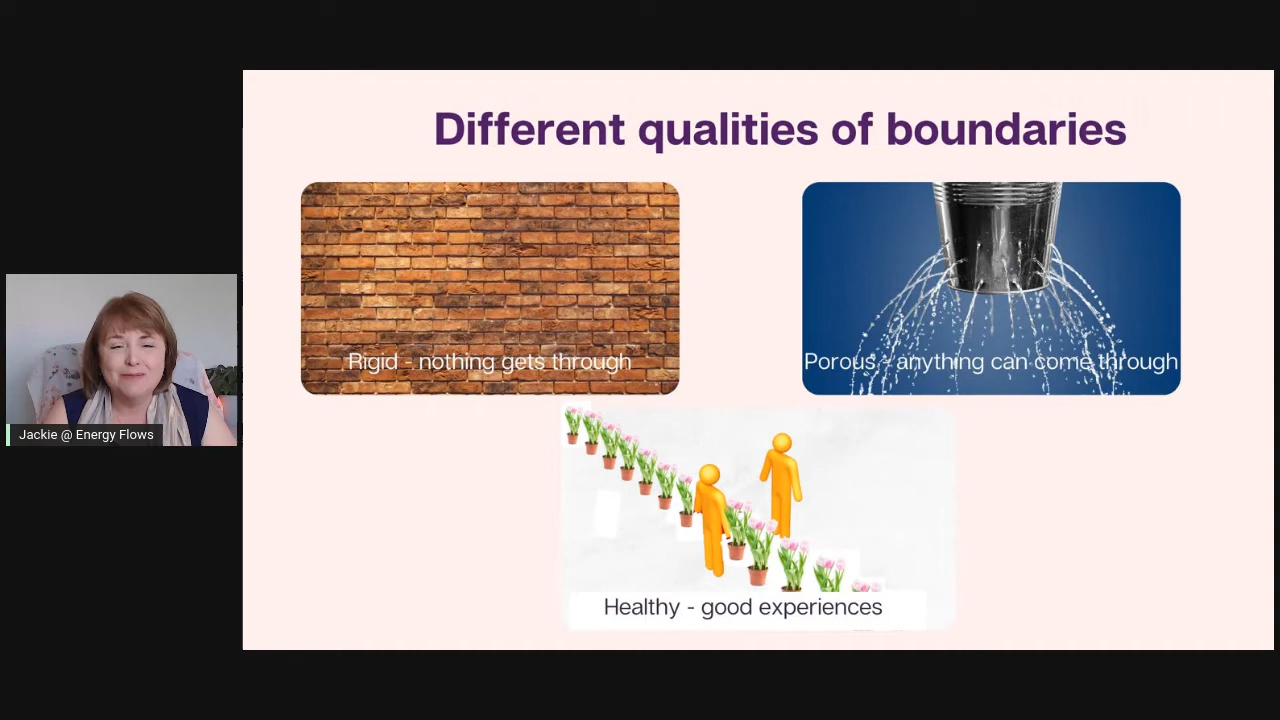 Different qualities of boundaries
Rigid - nothing gets through
Porous - anything can come through
Jackie @ Energy Flows
Healthy - good experiences